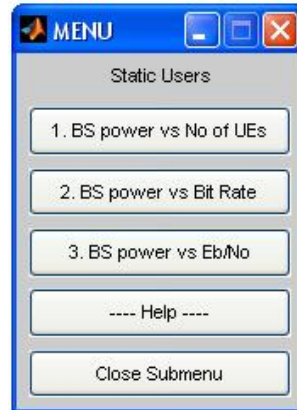 MENU
Static Users
1. BS power vs No of UEs
2. BS power vs Bit Rate
3. BS power vs Eb/No
---- Help ----
Close Submenu